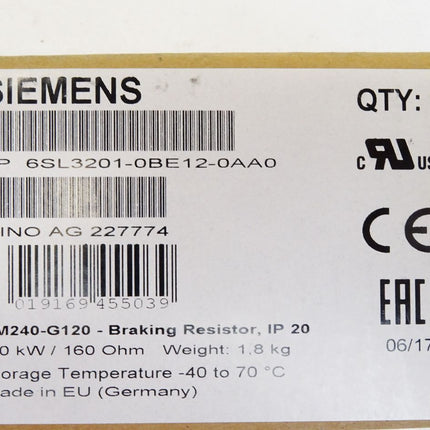 SIEMENS
QTY:
P 6SL3201-0BE12-0AA0
c RU us
INO AG 227774
CE
019169 455039
EAC
M240-G120 - Braking Resistor, IP 20
0 kW / 160 Ohm Weight: 1,8 kg
06/17
orage Temperature -40 to 70 °C
ade in EU (Germany)